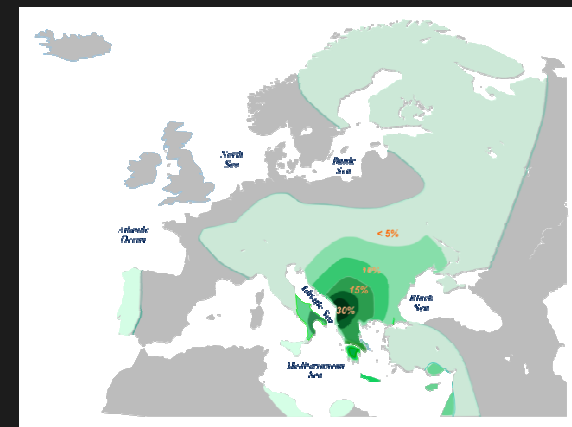 North
Sea
Baltic
Sea
Atlantic
Ocean
< 5%
10%
15%
Adriatic Sea
30%
Black
Sea
Mediterranean
Sea